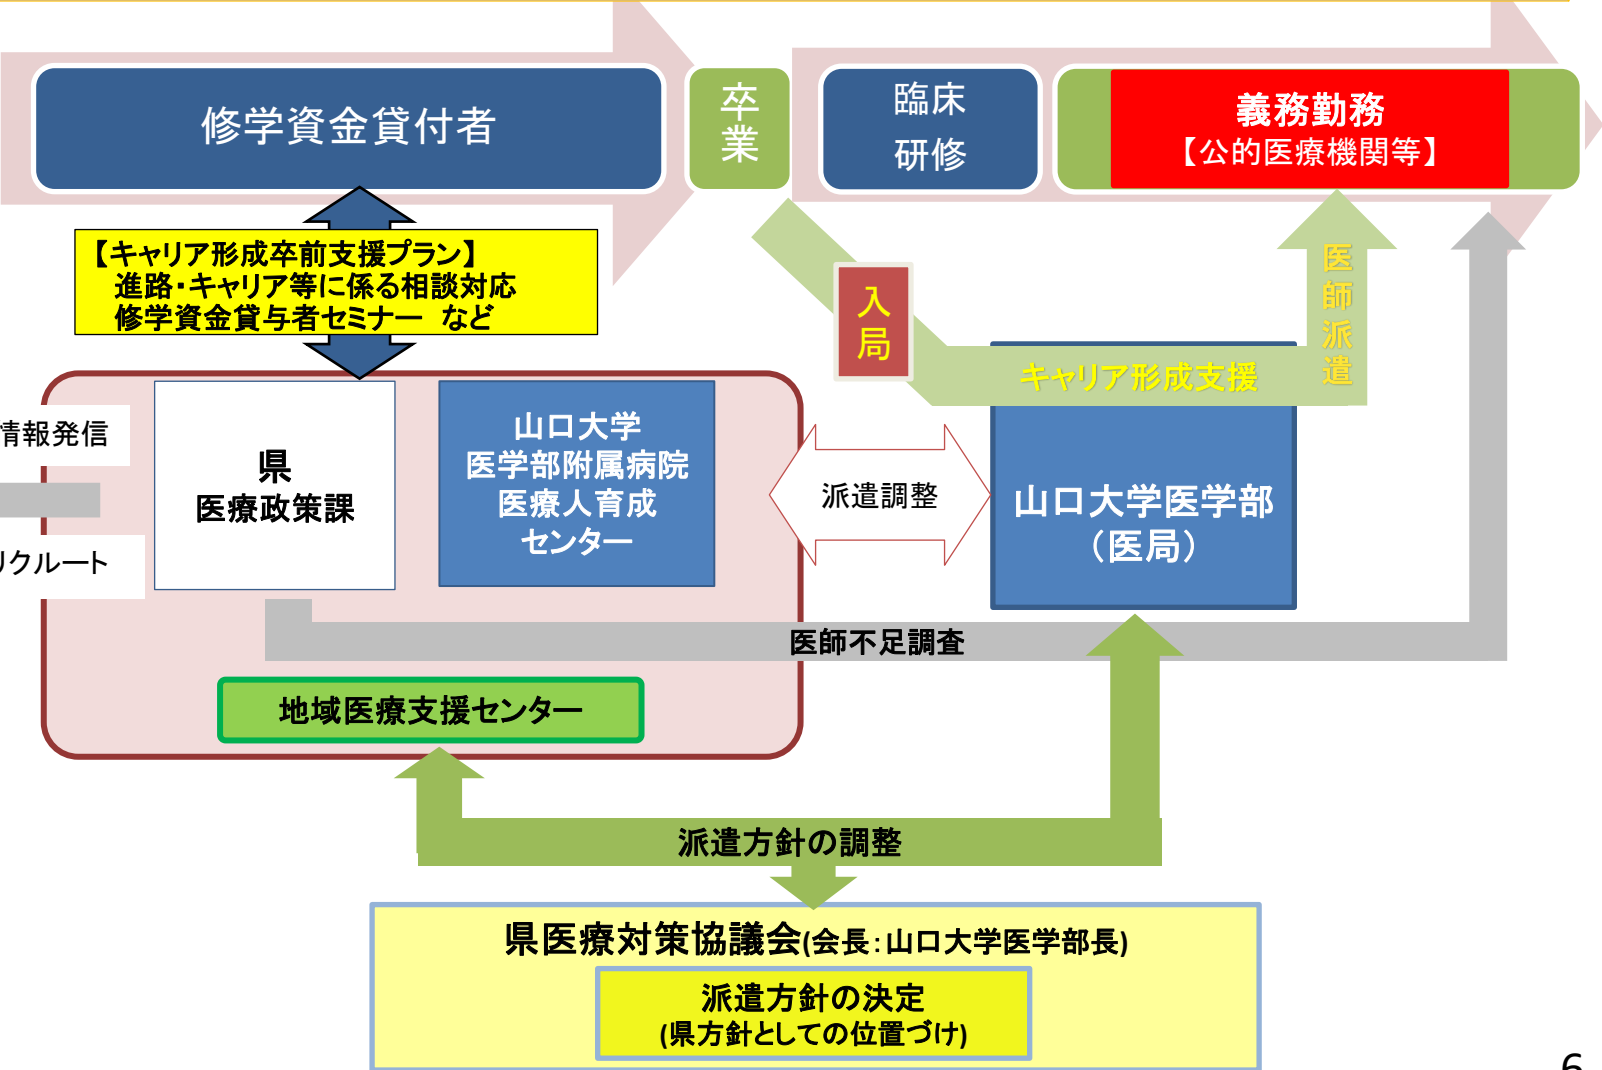 修学資金貸付者
卒業
臨床
研修
義務勤務
【公的医療機関等】
【キャリア形成卒前支援プラン】
進路・キャリア等に係る相談対応
修学資金貸与者セミナー など
入局
キャリア形成支援
医師派遣
情報発信
リクルート
県
医療政策課
山口大学
医学部附属病院
医療人育成
センター
派遣調整
山口大学医学部
（医局）
医師不足調査
地域医療支援センター
派遣方針の調整
県医療対策協議会(会長：山口大学医学部長)
派遣方針の決定
(県方針としての位置づけ)
6